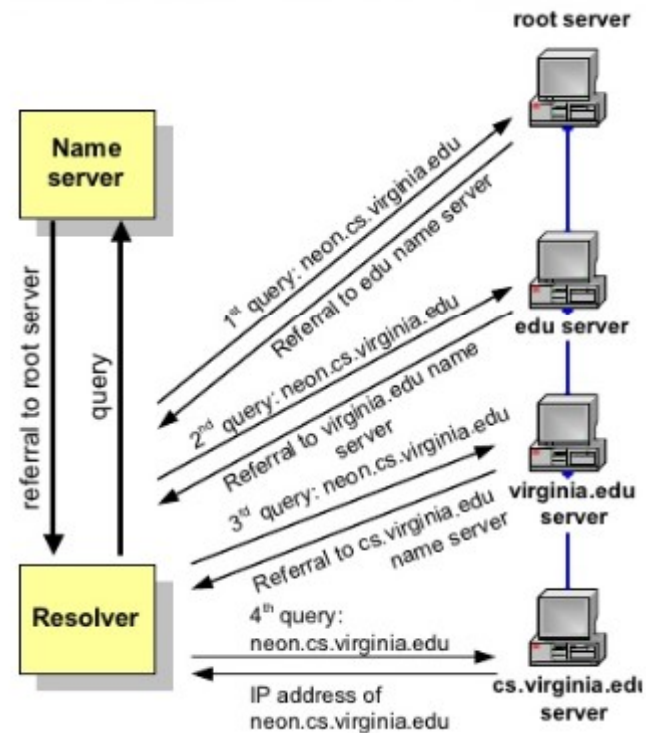 root server
Name
server
referral to root server
query
1st query: neon.cs.virginia.edu
Referral to edu name server
edu server
2nd query: neon.cs.virginia.edu
Referral to virginia.edu name
server
virginia.edu
server
3rd query: neon.cs.virginia.edu
Referral to cs.virginia.edu
name server
Resolver
4th query:
neon.cs.virginia.edu
IP address of
neon.cs.virginia.edu
cs.virginia.edu
server